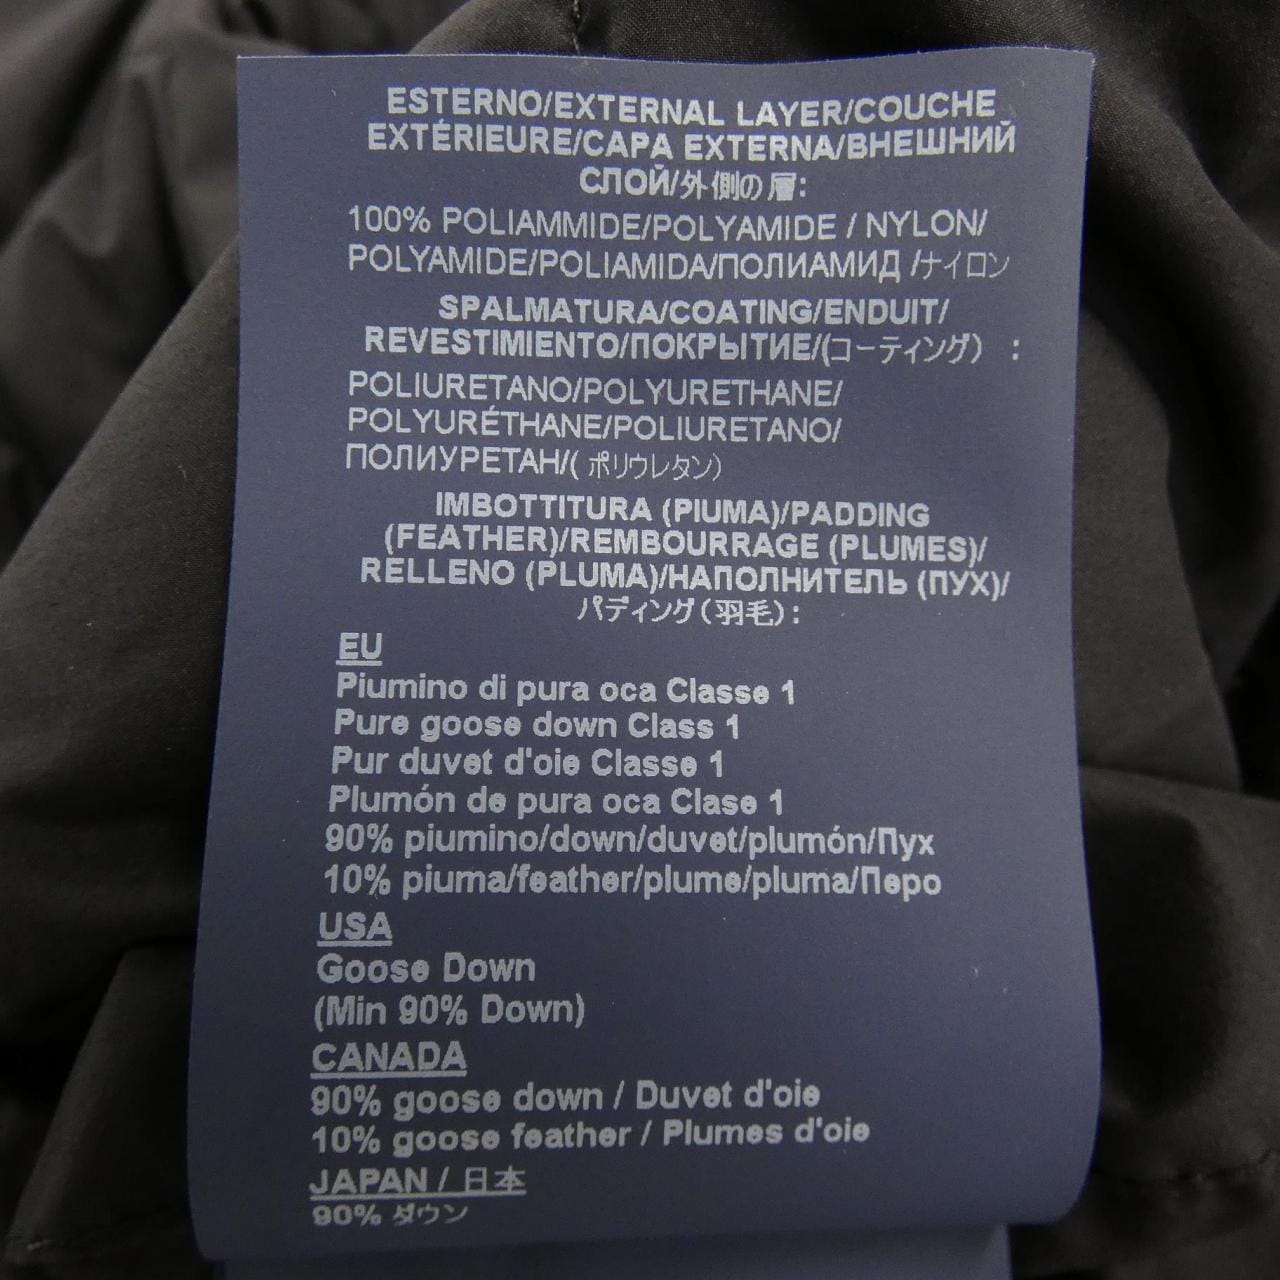 ESTERNO/EXTERNAL LAYER/COUCHE
EXTÉRIEURE/CAPA EXTERNA/ВНЕШНИЙ
СЛОЙ/外側の層:
100% POLIAMMIDE/POLYAMIDE / NYLON/
POLYAMIDE/POLIAMIDA/ПОЛИАМИД /ナイロン
SPALMATURA/COATING/ENDUIT/
REVESTIMIENTO/ПОКРЫТИЕ/(コーティング) :
POLIURETANO/POLYURETHANE/
POLYURÉTHANE/POLIURETANO/
ПОЛИУРЕТАН/( ポリウレタン)
IMBOTTITURA (PIUMA)/PADDING
(FEATHER)/REMBOURRAGE (PLUMES)/
RELLENO (PLUMA)/НАПОЛНИТЕЛЬ (ПУХ)/
パディング(羽毛):
EU
Piumino di pura oca Classe 1
Pure goose down Class 1
Pur duvet d'oie Classe 1
Plumón de pura oca Clase 1
90% piumino/down/duvet/plumón/Пух
10% piuma/feather/plume/pluma/Перо
USA
Goose Down
(Min 90% Down)
CANADA
90% goose down / Duvet d'oie
10% goose feather / Plumes d'oie
JAPAN / 日本
90% ダウン